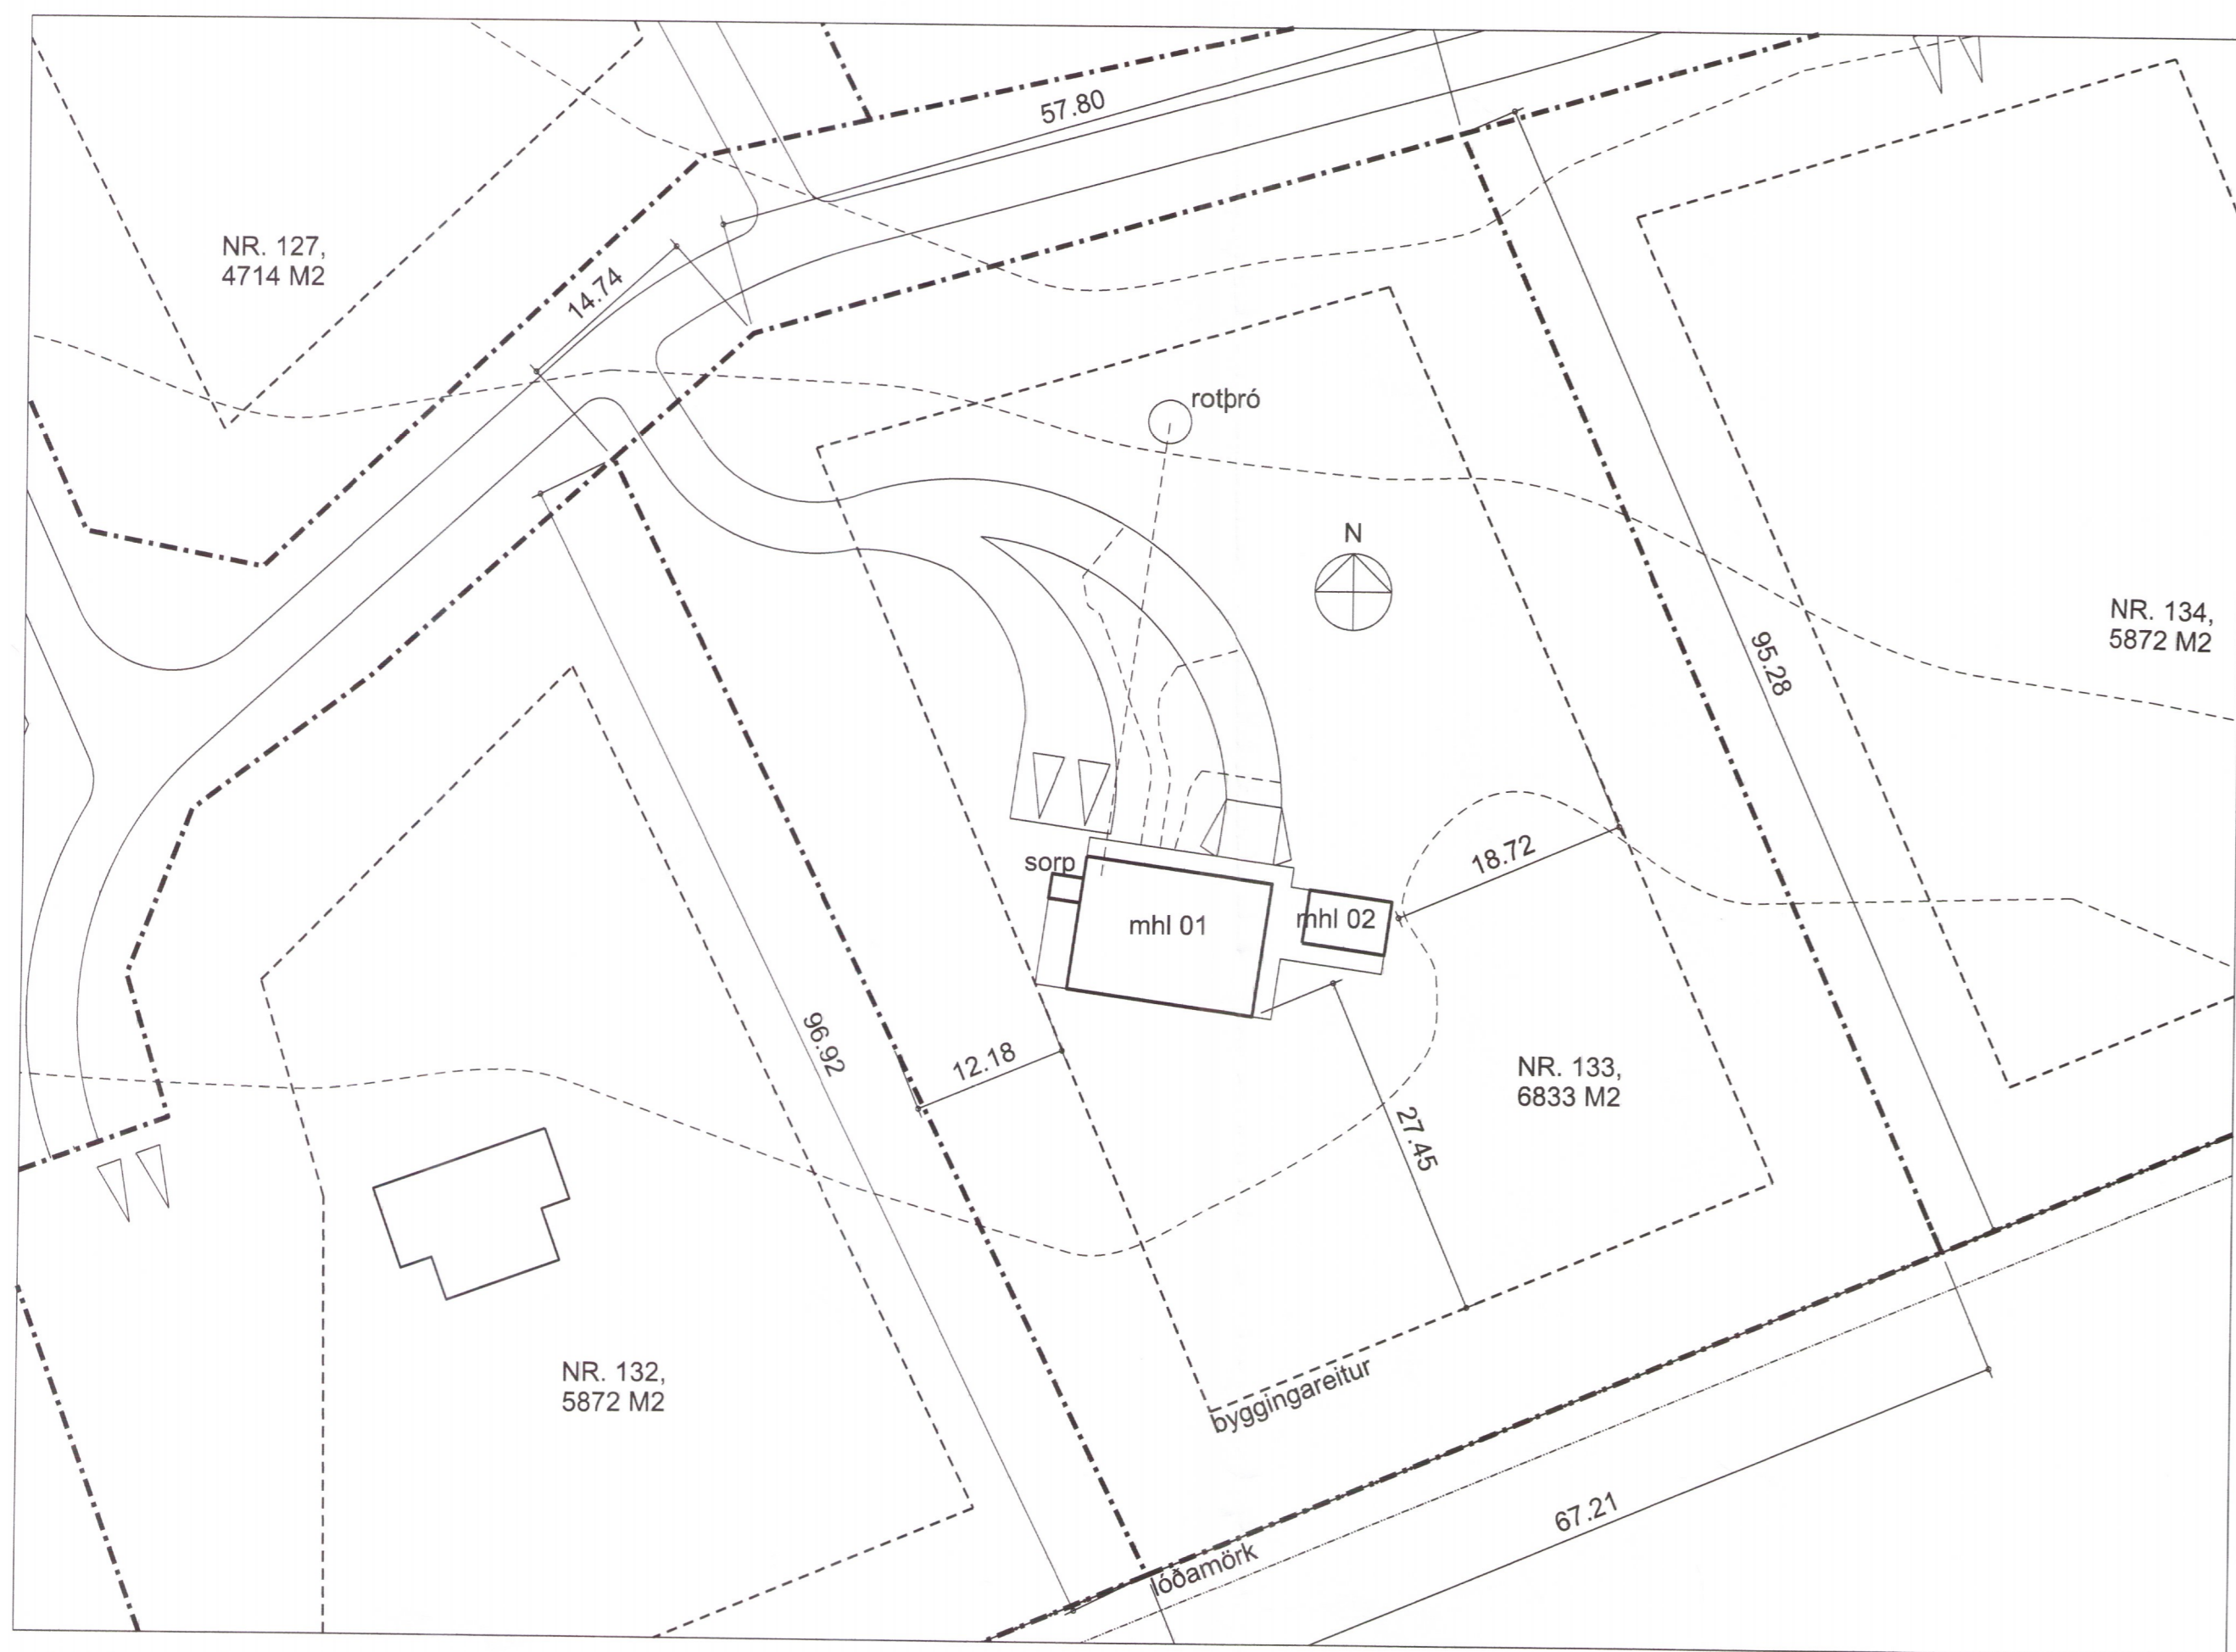 57.80
NR. 127,
4714 M2
14.74
rotþró
N
NR. 134,
5872 M2
95.28
18.72
sorp
mhl 01
mhl 02
96.92
12.18
NR. 133,
6833 M2
27.45
NR. 132,
5872 M2
byggingareitur
67.21
lóðamörk